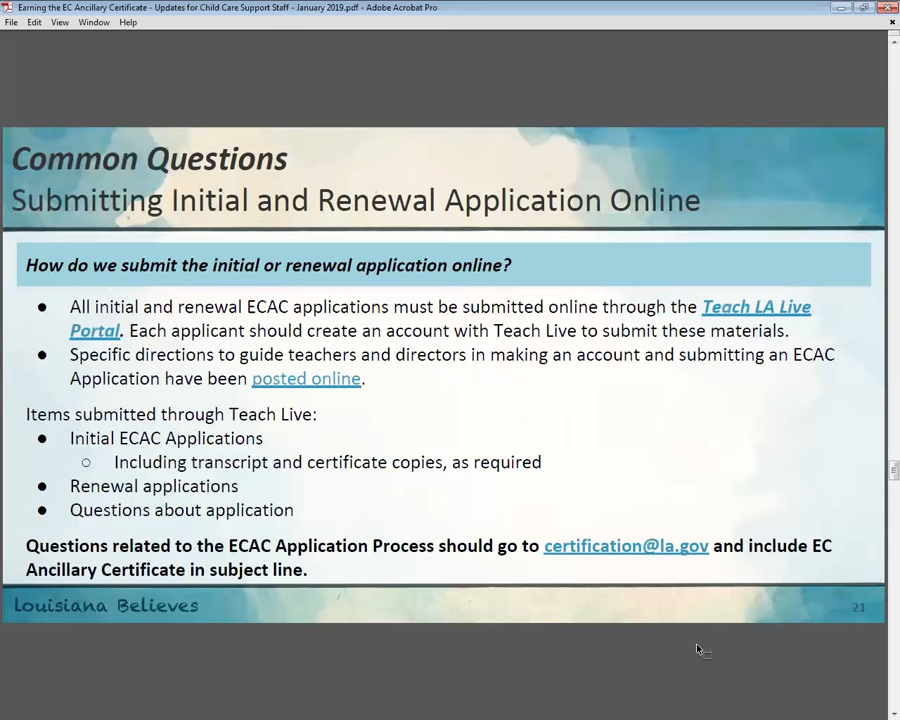 Earning the EC Ancillary Certificate - Updates for Child Care Support Staff - January 2019.pdf - Adobe Acrobat Pro
File Edit View Window Help
Common Questions
Submitting Initial and Renewal Application Online
How do we submit the initial or renewal application online?
● All initial and renewal ECAC applications must be submitted online through the Teach LA Live
Portal. Each applicant should create an account with Teach Live to submit these materials.
● Specific directions to guide teachers and directors in making an account and submitting an ECAC
Application have been posted online.
Items submitted through Teach Live:
● Initial ECAC Applications
○ Including transcript and certificate copies, as required
● Renewal applications
● Questions about application
Questions related to the ECAC Application Process should go to certification@la.gov and include EC
Ancillary Certificate in subject line.
Louisiana Believes
21